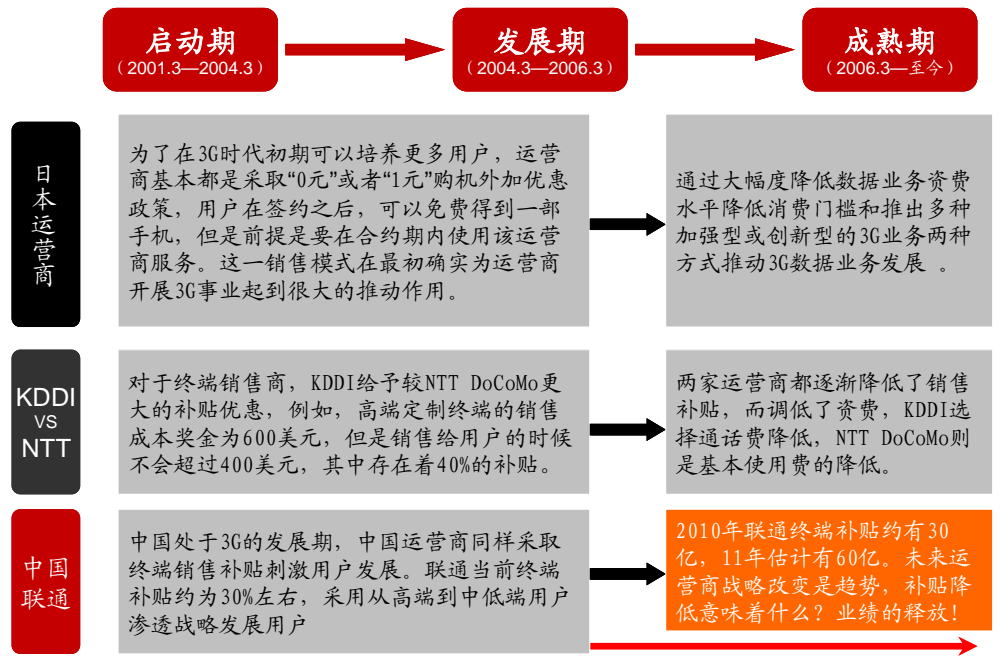 启动期
（2001.3—2004.3）
发展期
（2004.3—2006.3）
成熟期
（2006.3—至今）
日本运营商
为了在3G时代初期可以培养更多用户，运营
商基本都是采取“0元”或者“1元”购机外加优惠
政策，用户在签约之后，可以免费得到一部
手机，但是前提是要在合约期内使用该运营
商服务。这一销售模式在最初确实为运营商
开展3G事业起到很大的推动作用。
通过大幅度降低数据业务资费
水平降低消费门槛和推出多种
加强型或创新型的3G业务两种
方式推动3G数据业务发展 。
KDDI
VS
NTT
对于终端销售商，KDDI给予较NTT DoCoMo更
大的补贴优惠，例如，高端定制终端的销售
成本奖金为600美元，但是销售给用户的时候
不会超过400美元，其中存在着40%的补贴。
两家运营商都逐渐降低了销售
补贴，而调低了资费，KDDI选
择通话费降低，NTT DoCoMo则
是基本使用费的降低。
中国
联通
中国处于3G的发展期，中国运营商同样采取
终端销售补贴刺激用户发展。联通当前终端
补贴约为30%左右，采用从高端到中低端用户
渗透战略发展用户
2010年联通终端补贴约有30
亿，11年估计有60亿。未来运
营商战略改变是趋势，补贴降
低意味着什么？业绩的释放！